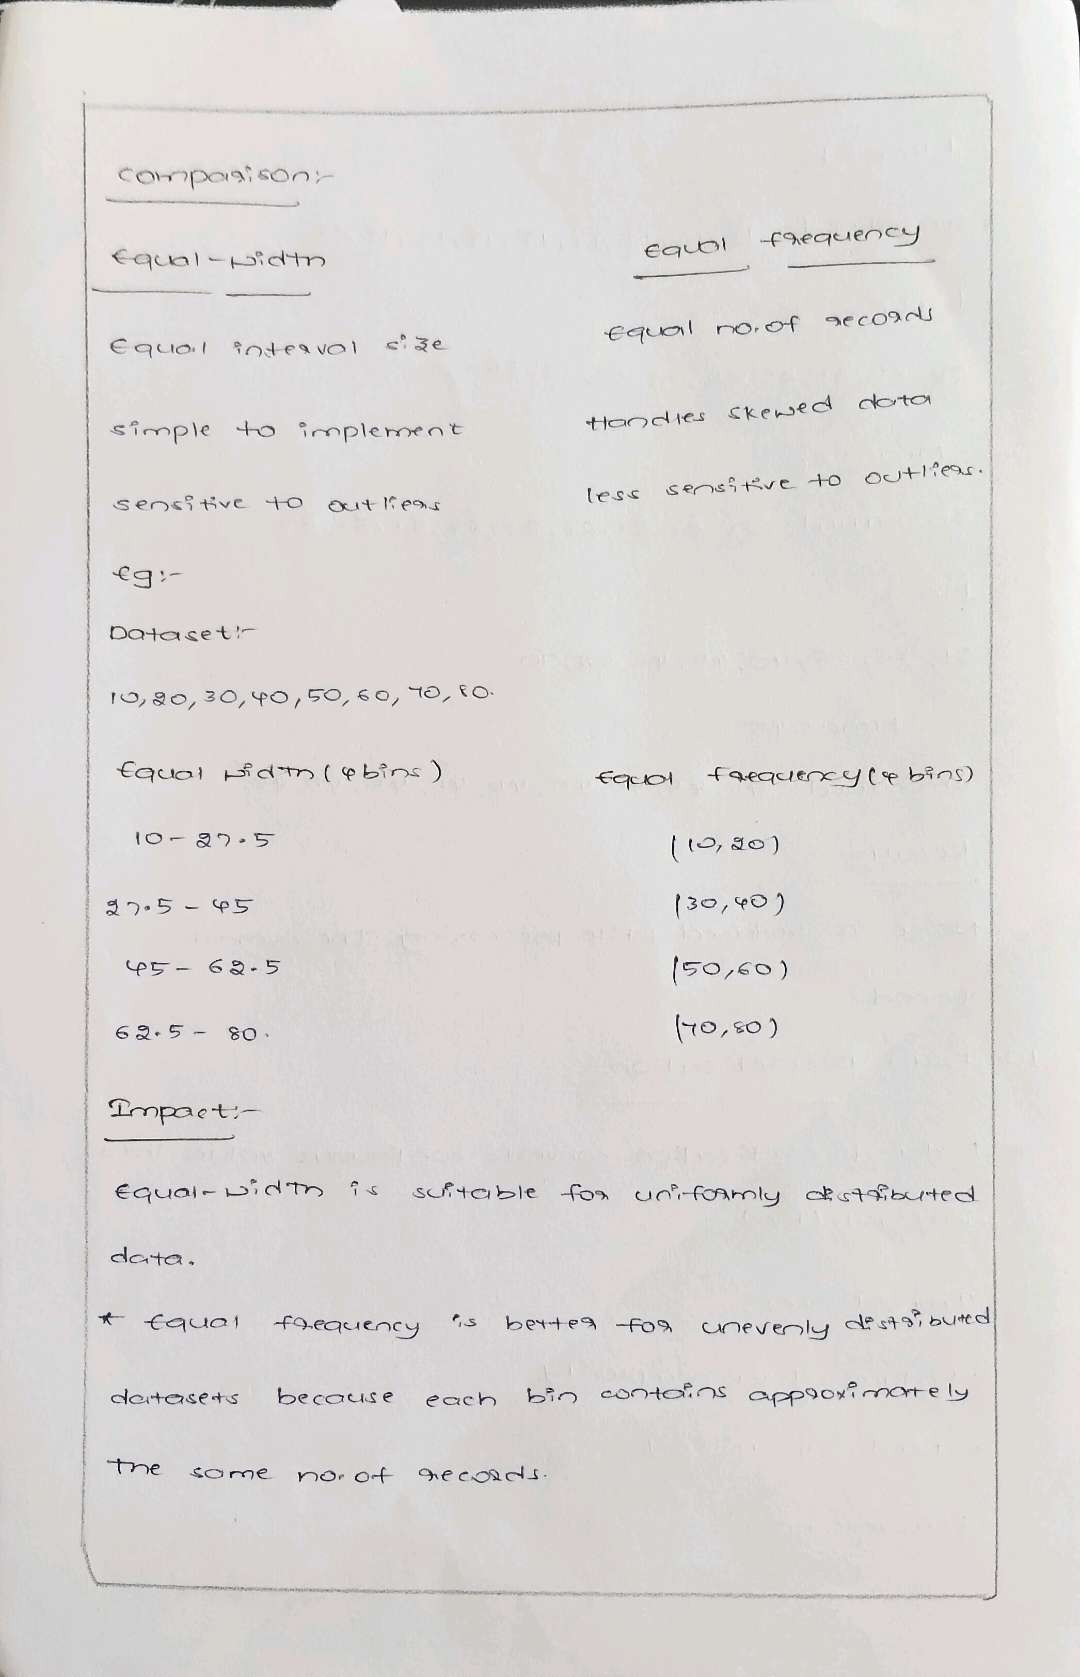 Comparison:-
Equal-Width    Equal frequency
Equal interval size    Equal no. of records
simple to implement    Handles skewed data
sensitive to outliers    less sensitive to outliers.
Eg:-
Dataset:-
10, 20, 30, 40, 50, 60, 70, 80.
Equal Width (4 bins)    Equal frequency (4 bins)
10 - 27.5    (10, 20)
27.5 - 45    (30, 40)
45 - 62.5    (50, 60)
62.5 - 80.    (70, 80)
Impact:-
Equal-Width is suitable for uniformly distributed
data.
* Equal frequency is better for unevenly distributed
datasets because each bin contains approximately
the same no. of records.